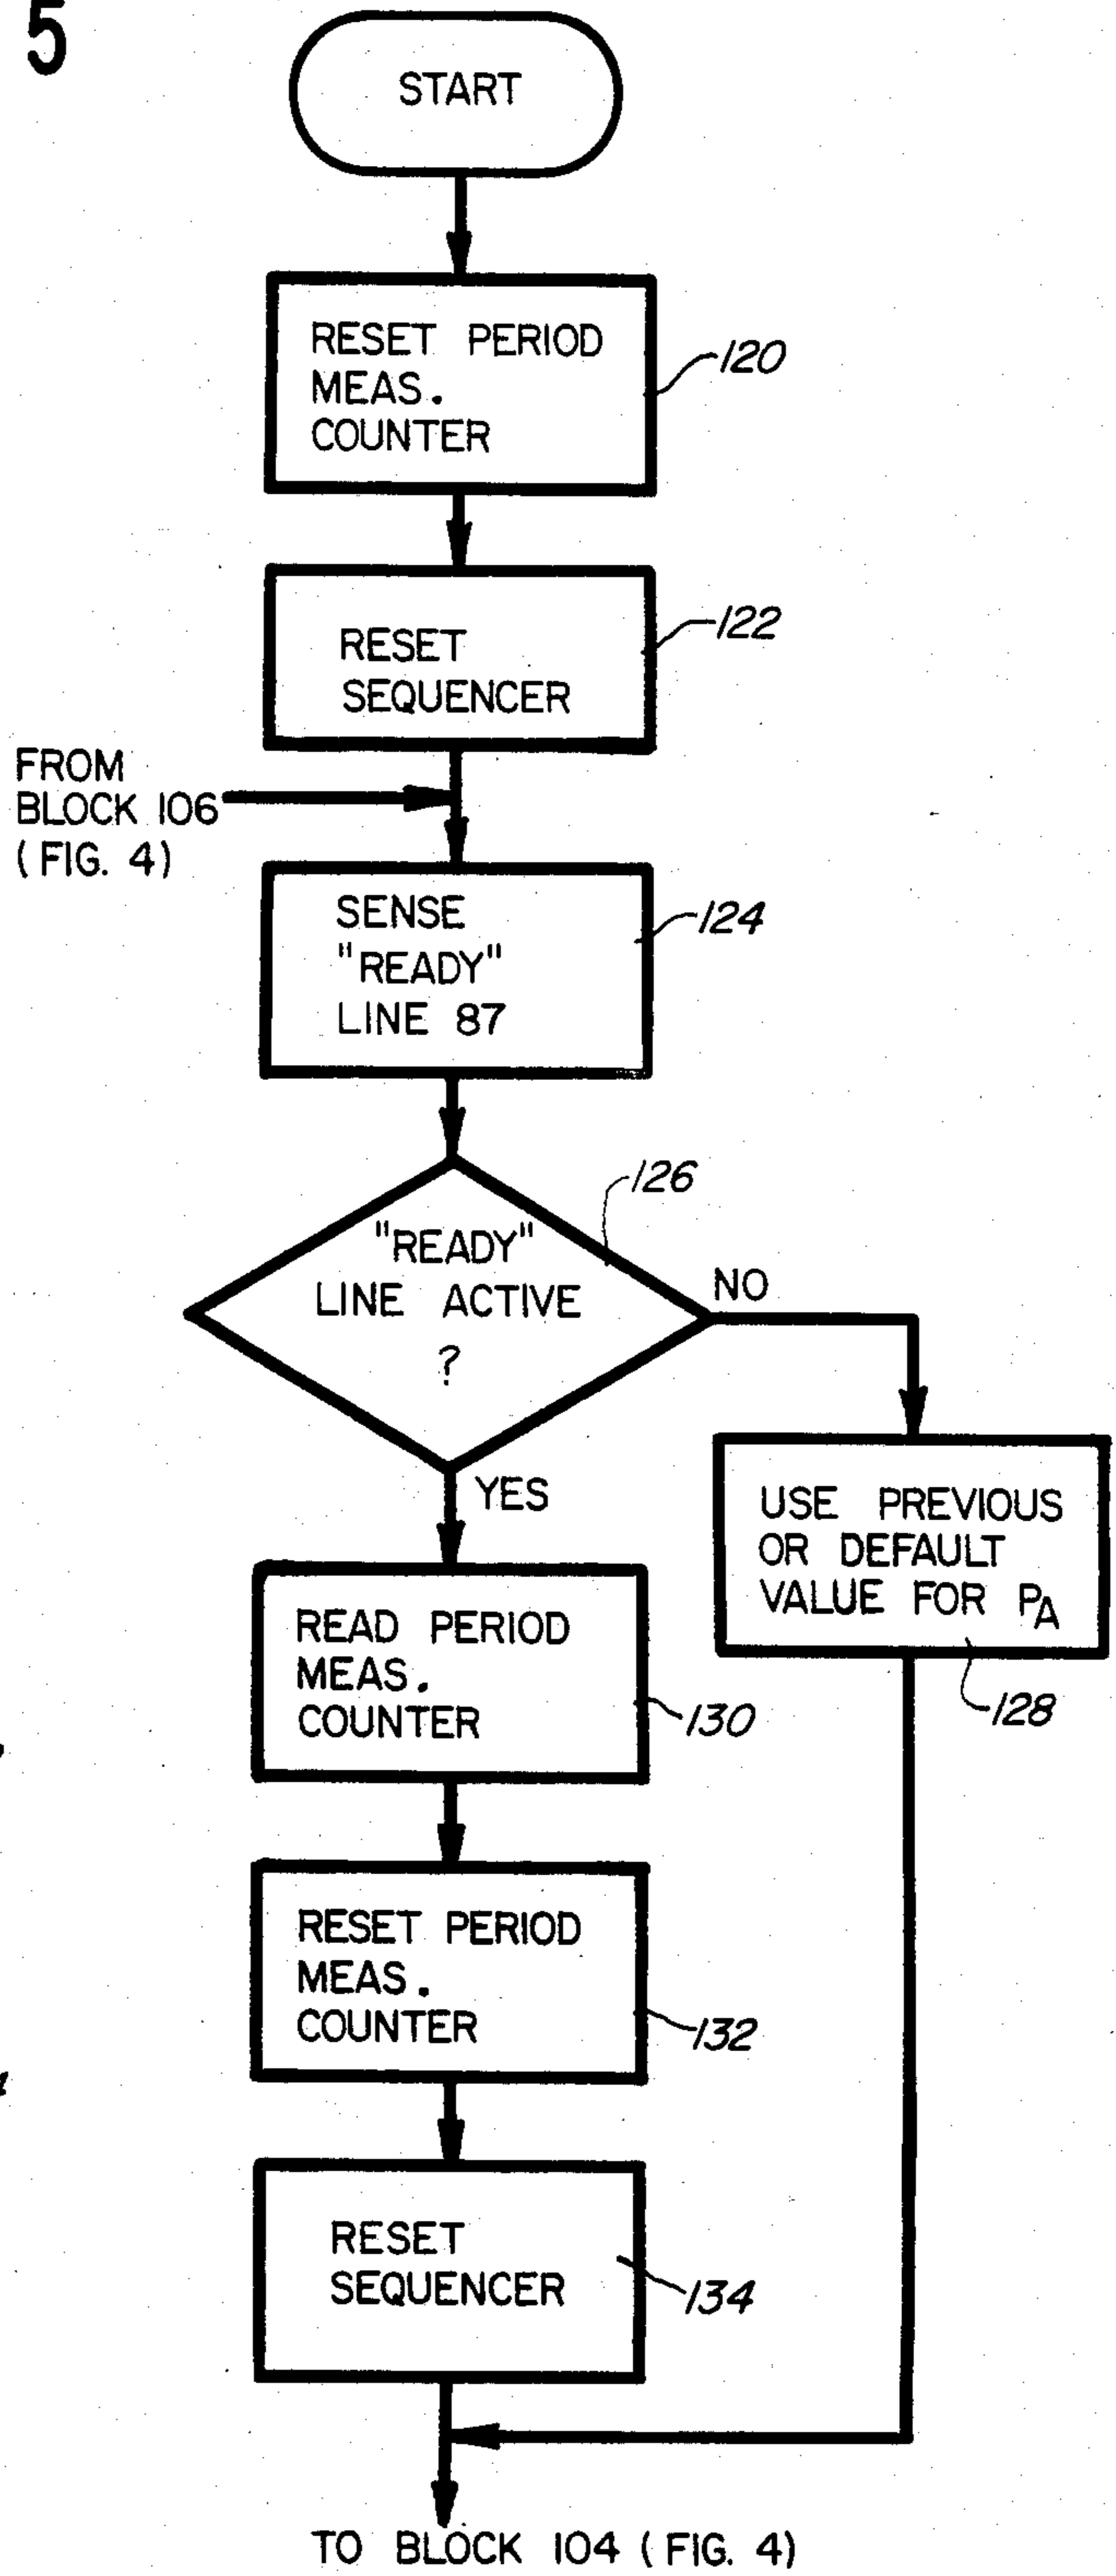 5
START
RESET PERIOD
MEAS.
COUNTER
120
RESET
SEQUENCER
122
FROM
BLOCK 106
(FIG. 4)
SENSE
"READY"
LINE 87
124
126
"READY"
LINE ACTIVE
?
NO
YES
USE PREVIOUS
OR DEFAULT
VALUE FOR PA
128
READ PERIOD
MEAS.
COUNTER
130
RESET PERIOD
MEAS.
COUNTER
132
RESET
SEQUENCER
134
TO BLOCK 104 (FIG. 4)